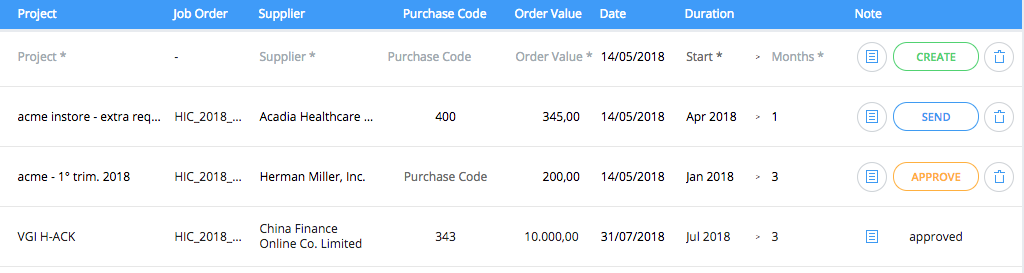 Project Job Order Supplier Purchase Code Order Value Date Duration Note
Project * - Supplier * Purchase Code Order Value * 14/05/2018 Start * > Months * CREATE
acme instore - extra req... HIC_2018_... Acadia Healthcare ... 400 345,00 14/05/2018 Apr 2018 > 1 SEND
acme - 1° trim. 2018 HIC_2018_... Herman Miller, Inc. Purchase Code 200,00 14/05/2018 Jan 2018 > 3 APPROVE
VGI H-ACK HIC_2018_... China Finance
Online Co. Limited 343 10.000,00 31/07/2018 Jul 2018 > 3 approved